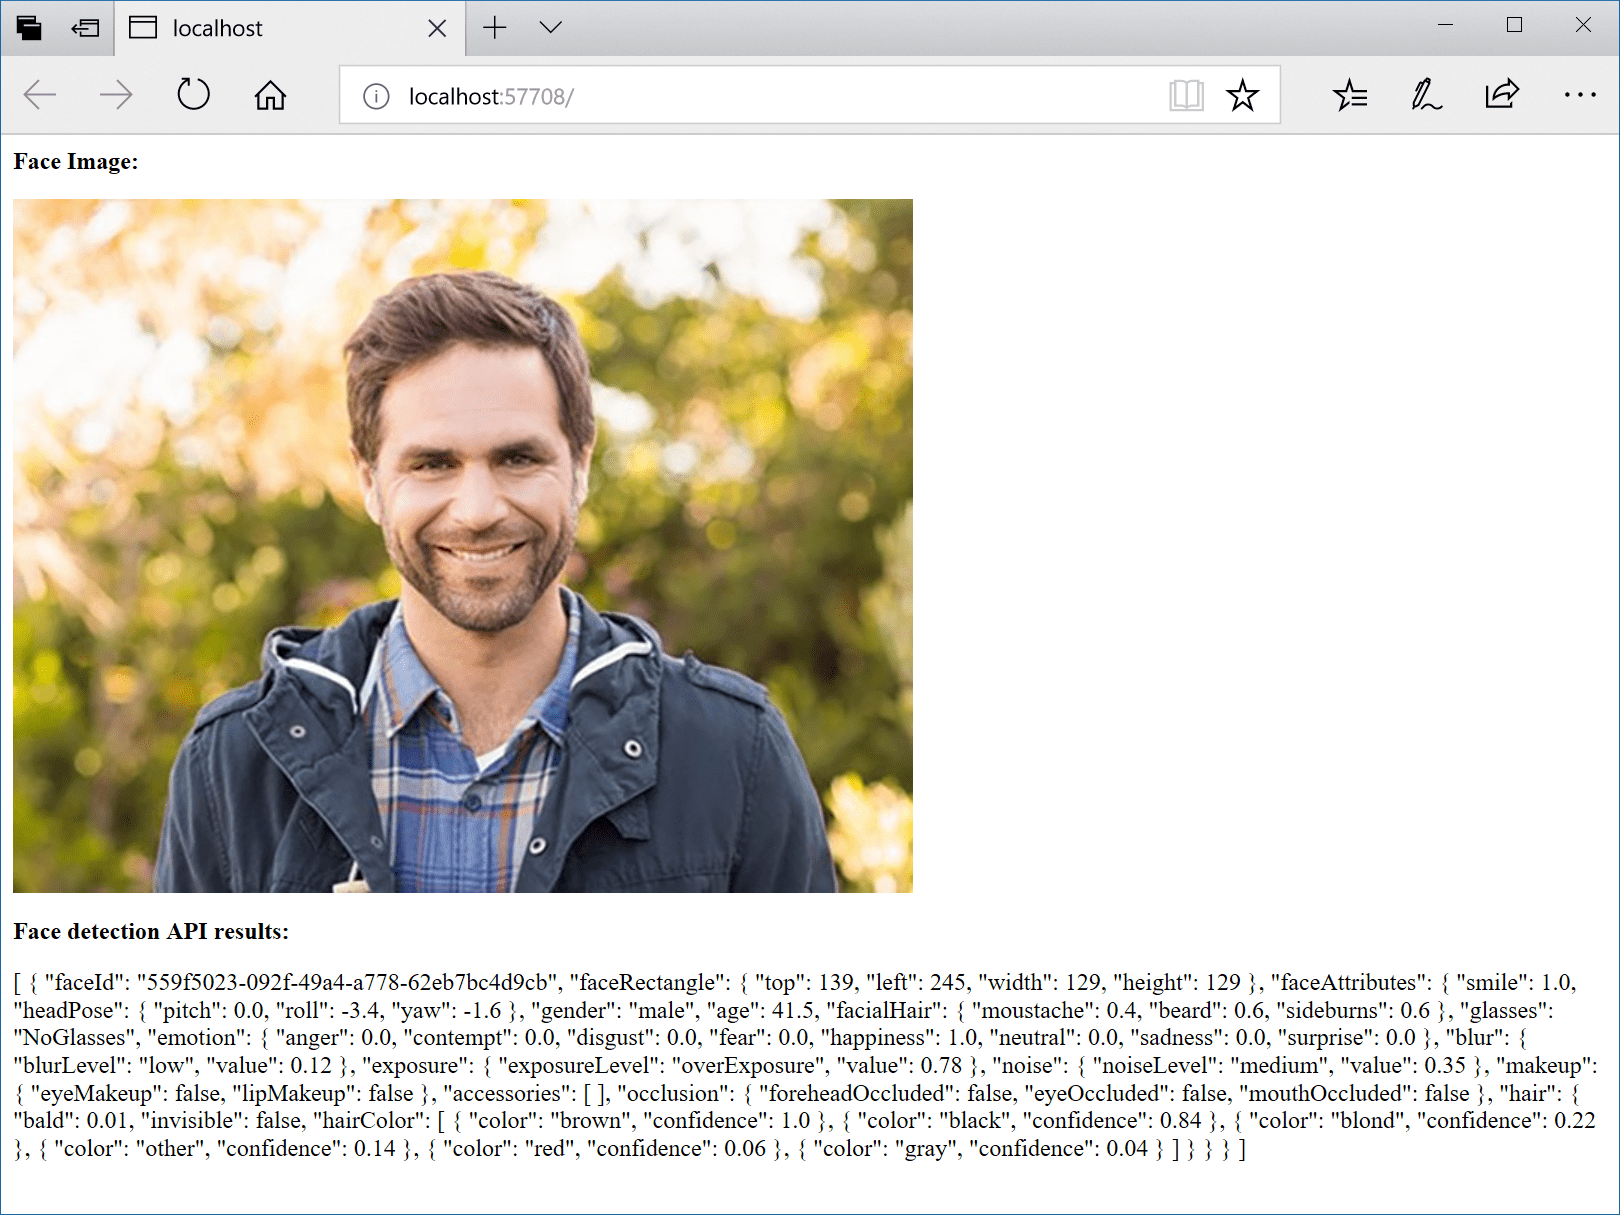 localhost
localhost:57708/
Face Image:
Face detection API results:
[ { "faceId": "559f5023-092f-49a4-a778-62eb7bc4d9cb", "faceRectangle": { "top": 139, "left": 245, "width": 129, "height": 129 }, "faceAttributes": { "smile": 1.0,
"headPose": { "pitch": 0.0, "roll": -3.4, "yaw": -1.6 }, "gender": "male", "age": 41.5, "facialHair": { "moustache": 0.4, "beard": 0.6, "sideburns": 0.6 }, "glasses":
"NoGlasses", "emotion": { "anger": 0.0, "contempt": 0.0, "disgust": 0.0, "fear": 0.0, "happiness": 1.0, "neutral": 0.0, "sadness": 0.0, "surprise": 0.0 }, "blur": {
"blurLevel": "low", "value": 0.12 }, "exposure": { "exposureLevel": "overExposure", "value": 0.78 }, "noise": { "noiseLevel": "medium", "value": 0.35 }, "makeup":
{ "eyeMakeup": false, "lipMakeup": false }, "accessories": [ ], "occlusion": { "foreheadOccluded": false, "eyeOccluded": false, "mouthOccluded": false }, "hair": {
"bald": 0.01, "invisible": false, "hairColor": [ { "color": "brown", "confidence": 1.0 }, { "color": "black", "confidence": 0.84 }, { "color": "blond", "confidence": 0.22
}, { "color": "other", "confidence": 0.14 }, { "color": "red", "confidence": 0.06 }, { "color": "gray", "confidence": 0.04 } ] } } } ]